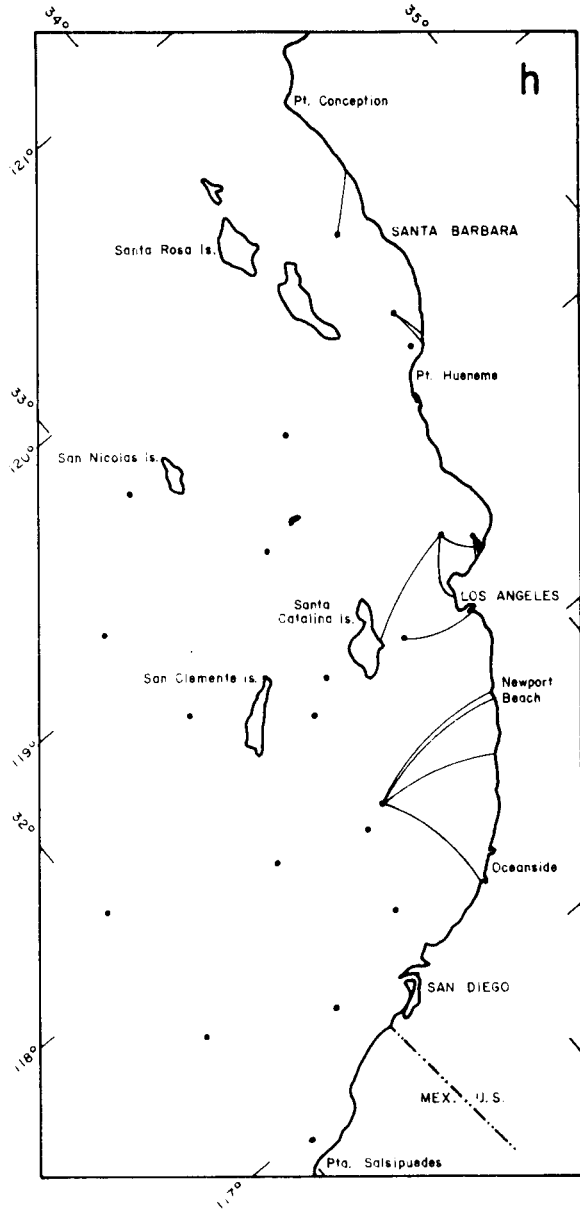 34°
35°
h
Pt. Conception
121°
SANTA BARBARA
Santa Rosa Is.
Pt. Hueneme
33°
120°
San Nicolas Is.
Santa
Catalina Is.
LOS ANGELES
San Clemente Is.
Newport
Beach
119°
32°
Oceanside
SAN DIEGO
118°
MEX. U.S.
Pta. Salsipuedes
117°